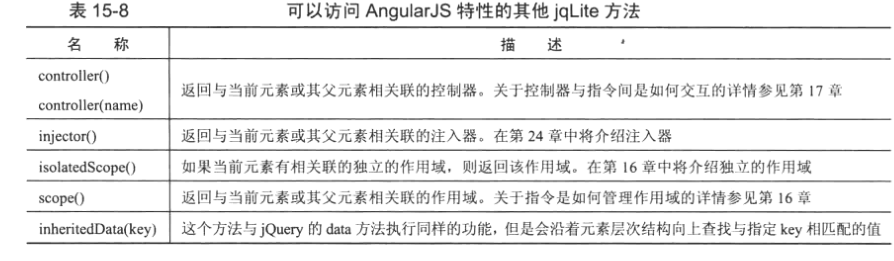 表 15-8 可以访问 AngularJS 特性的其他 jqLite 方法
名 称 描 述
controller()
controller(name)
返回与当前元素或其父元素相关联的控制器。关于控制器与指令间是如何交互的详情参见第 17 章
injector() 返回与当前元素或其父元素相关联的注入器。在第 24 章中将介绍注入器
isolatedScope() 如果当前元素有相关联的独立的作用域，则返回该作用域。在第 16 章中将介绍独立的作用域
scope() 返回与当前元素或其父元素相关联的作用域。关于指令是如何管理作用域的详情参见第 16 章
inheritedData(key) 这个方法与 jQuery 的 data 方法执行同样的功能，但是会沿着元素层次结构向上查找与指定 key 相匹配的值